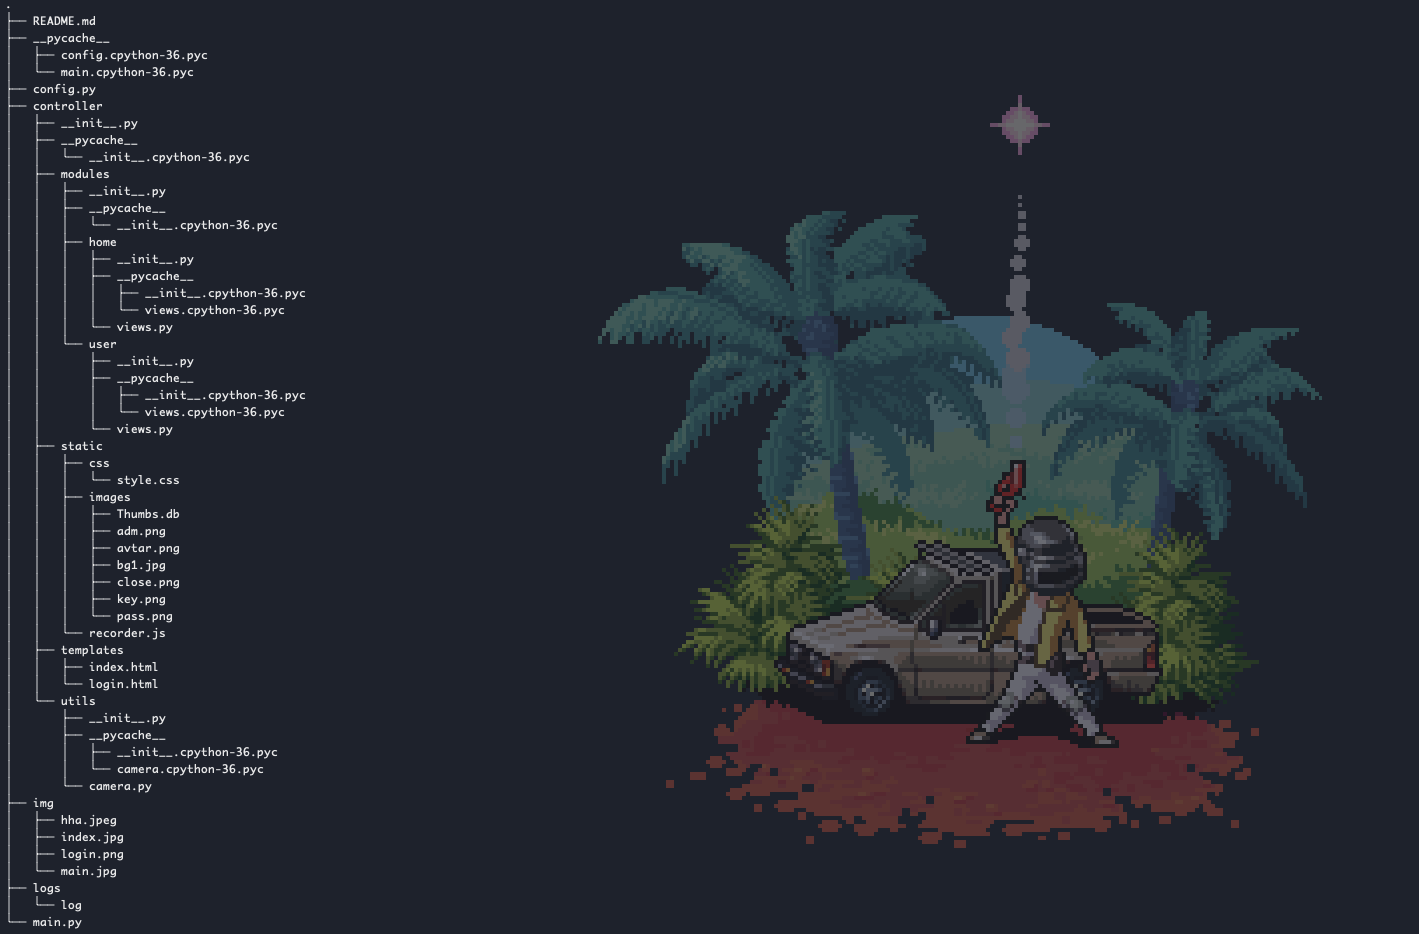 .
├── README.md
├── __pycache__
│   ├── config.cpython-36.pyc
│   └── main.cpython-36.pyc
├── config.py
├── controller
│   ├── __init__.py
│   ├── __pycache__
│   │   └── __init__.cpython-36.pyc
│   ├── modules
│   │   ├── __init__.py
│   │   ├── __pycache__
│   │   │   └── __init__.cpython-36.pyc
│   │   ├── home
│   │   │   ├── __init__.py
│   │   │   ├── __pycache__
│   │   │   │   ├── __init__.cpython-36.pyc
│   │   │   │   └── views.cpython-36.pyc
│   │   │   └── views.py
│   │   └── user
│   │       ├── __init__.py
│   │       ├── __pycache__
│   │       │   ├── __init__.cpython-36.pyc
│   │       │   └── views.cpython-36.pyc
│   │       └── views.py
│   ├── static
│   │   ├── css
│   │   │   └── style.css
│   │   ├── images
│   │   │   ├── Thumbs.db
│   │   │   ├── adm.png
│   │   │   ├── avtar.png
│   │   │   ├── bg1.jpg
│   │   │   ├── close.png
│   │   │   ├── key.png
│   │   │   └── pass.png
│   │   └── recorder.js
│   ├── templates
│   │   ├── index.html
│   │   └── login.html
│   └── utils
│       ├── __init__.py
│       ├── __pycache__
│       │   ├── __init__.cpython-36.pyc
│       │   └── camera.cpython-36.pyc
│       └── camera.py
├── img
│   ├── hha.jpeg
│   ├── index.jpg
│   ├── login.png
│   └── main.jpg
├── logs
│   └── log
└── main.py